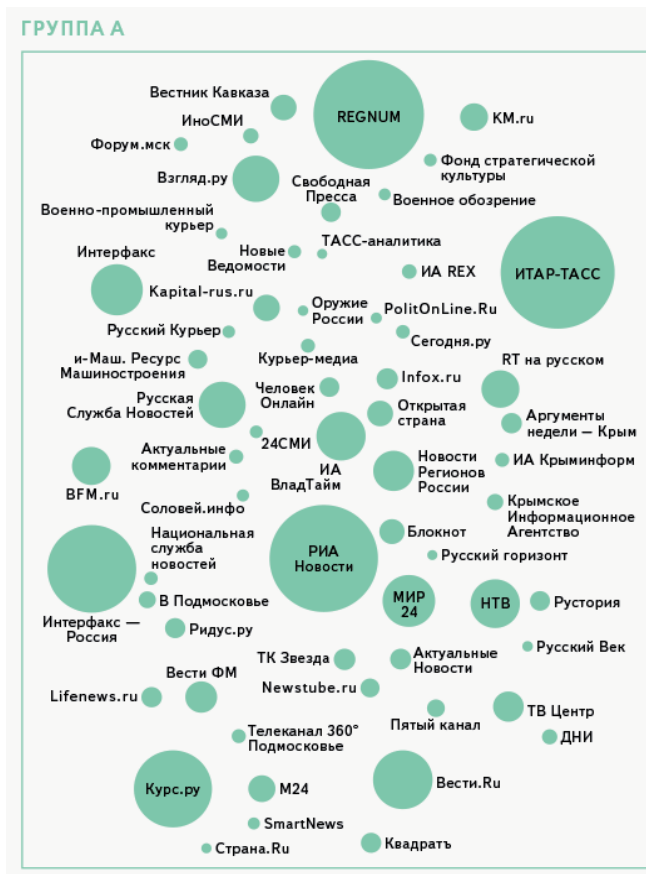 ГРУППА А
Вестник Кавказа
REGNUM
KM.ru
ИноСМИ
Форум.мск
Фонд стратегической
культуры
Взгляд.ру
Свободная
Пресса
Военное обозрение
Военно-промышленный
курьер
ТАСС-аналитика
Новые
Ведомости
Интерфакс
ИА REX
ИТАР-ТАСС
Kapital-rus.ru
Оружие
России
PolitOnLine.Ru
Русский Курьер
Сегодня.ру
Курьер-медиа
и-Маш. Ресурс
Машиностроения
RT на русском
Infox.ru
Человек
Онлайн
Русская
Служба Новостей
Открытая
страна
Аргументы
недели — Крым
24СМИ
Актуальные
комментарии
ИА
ВладТайм
Новости
Регионов
России
ИА Крыминформ
BFM.ru
Соловей.инфо
Крымское
Информационное
Агентство
Национальная
служба
новостей
РИА
Новости
Блокнот
Русский горизонт
Интерфакс —
Россия
В Подмосковье
МИР
24
НТВ
Рустория
Ридус.ру
Русский Век
ТК Звезда
Актуальные
Новости
Вести ФМ
Newstube.ru
Lifenews.ru
Пятый канал
ТВ Центр
Телеканал 360°
Подмосковье
ДНИ
Курс.ру
М24
Вести.Ru
SmartNews
Страна.Ru
Квадратъ